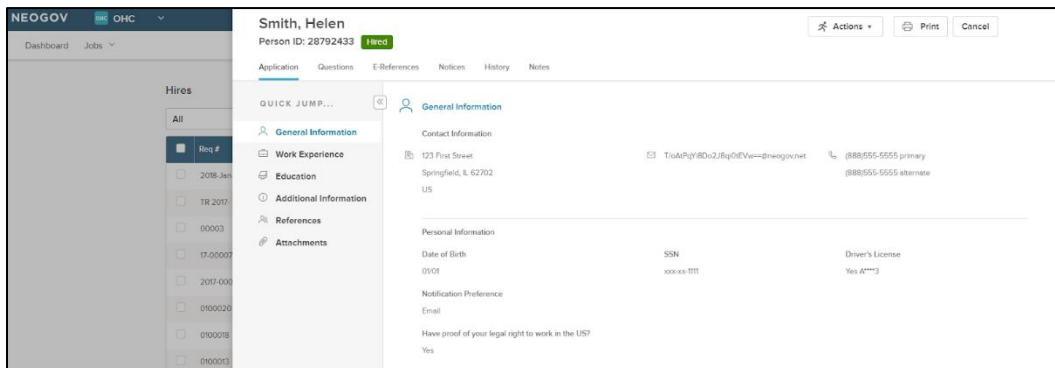 NEOGOV OHC OHC
Dashboard Jobs
Hires
All
Req #
2018-Jan
TR 2017-
00003
17-00007
2017-000
0100020
0100018
0100013
Smith, Helen
Person ID: 28792433 Hired
Actions Print Cancel
Application Questions E-References Notices History Notes
QUICK JUMP...
General Information
Work Experience
Education
Additional Information
References
Attachments
General Information
Contact Information
123 First Street
Springfield, IL 62702
US
(888)555-5555 primary
(888)555-5555 alternate
Personal Information
Date of Birth SSN Driver's License
01/01 xxx-xx-1111 Yes A****3
Notification Preference
Email
Have proof of your legal right to work in the US?
Yes